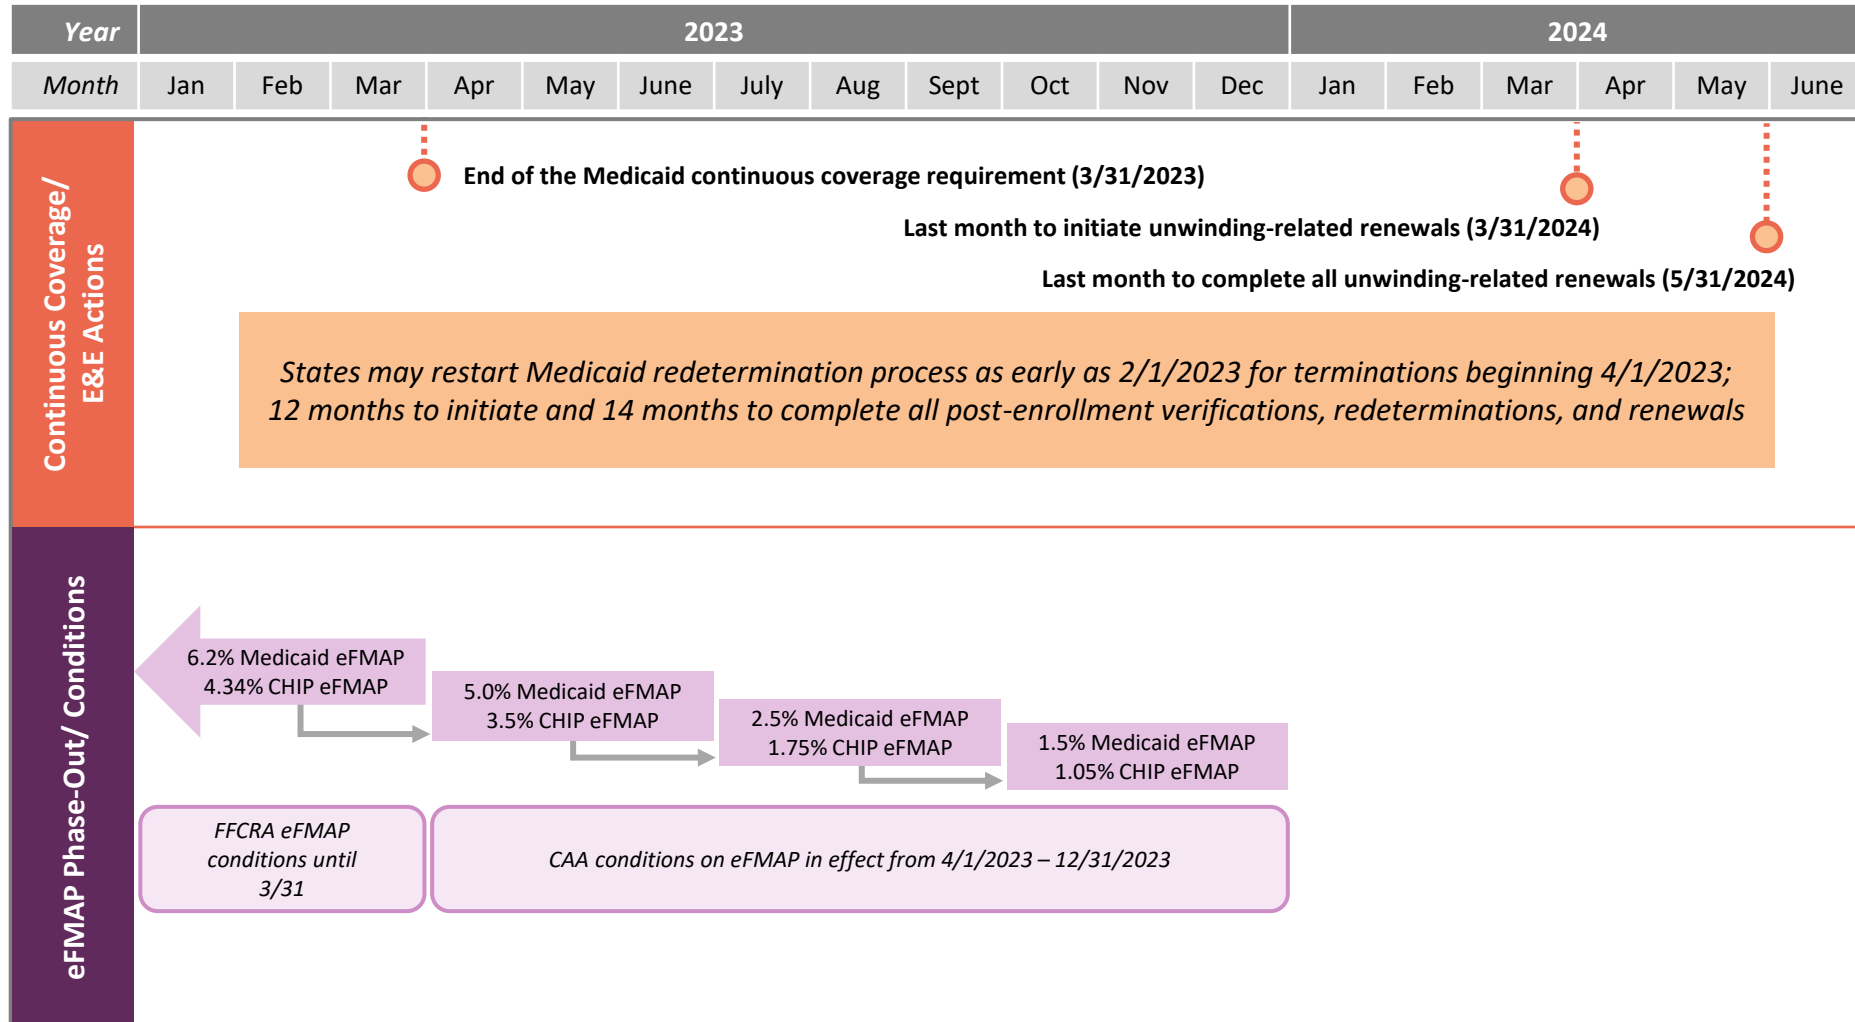 Year 2023 2024
Month Jan Feb Mar Apr May June July Aug Sept Oct Nov Dec Jan Feb Mar Apr May June
Continuous Coverage/
E&E Actions
End of the Medicaid continuous coverage requirement (3/31/2023)
Last month to initiate unwinding-related renewals (3/31/2024)
Last month to complete all unwinding-related renewals (5/31/2024)
States may restart Medicaid redetermination process as early as 2/1/2023 for terminations beginning 4/1/2023;
12 months to initiate and 14 months to complete all post-enrollment verifications, redeterminations, and renewals
eFMAP Phase-Out/ Conditions
6.2% Medicaid eFMAP
4.34% CHIP eFMAP
5.0% Medicaid eFMAP
3.5% CHIP eFMAP
2.5% Medicaid eFMAP
1.75% CHIP eFMAP
1.5% Medicaid eFMAP
1.05% CHIP eFMAP
FFCRA eFMAP
conditions until
3/31
CAA conditions on eFMAP in effect from 4/1/2023 – 12/31/2023